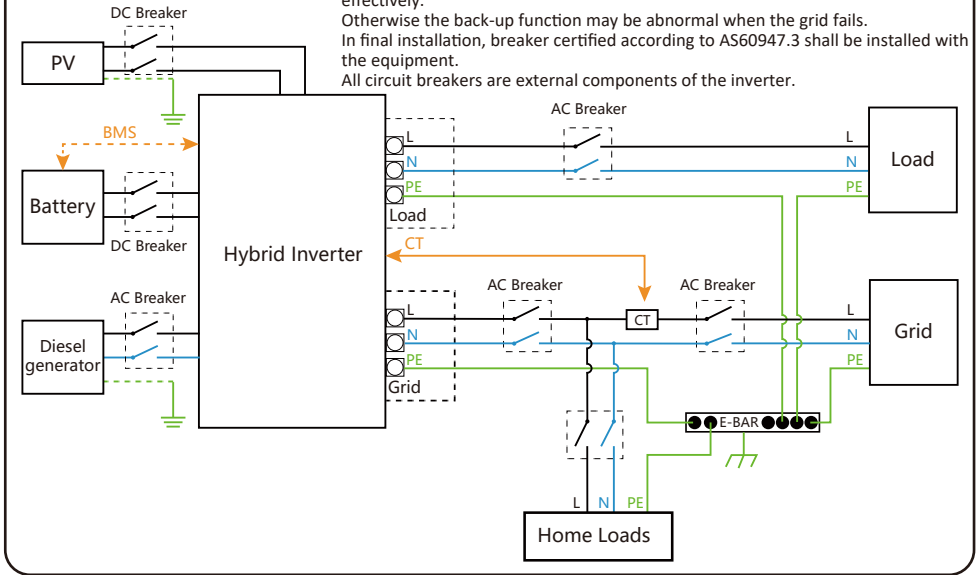 effectively.
Otherwise the back-up function may be abnormal when the grid fails.
In final installation, breaker certified according to AS60947.3 shall be installed with
the equipment.
All circuit breakers are external components of the inverter.
DC Breaker
PV
BMS
Battery
DC Breaker
AC Breaker
Diesel
generator
Hybrid Inverter
L
N
PE
Load
AC Breaker
L
N
PE
Load
CT
L
N
PE
Grid
AC Breaker
CT
AC Breaker
L
N
PE
Grid
E-BAR
L N PE
Home Loads